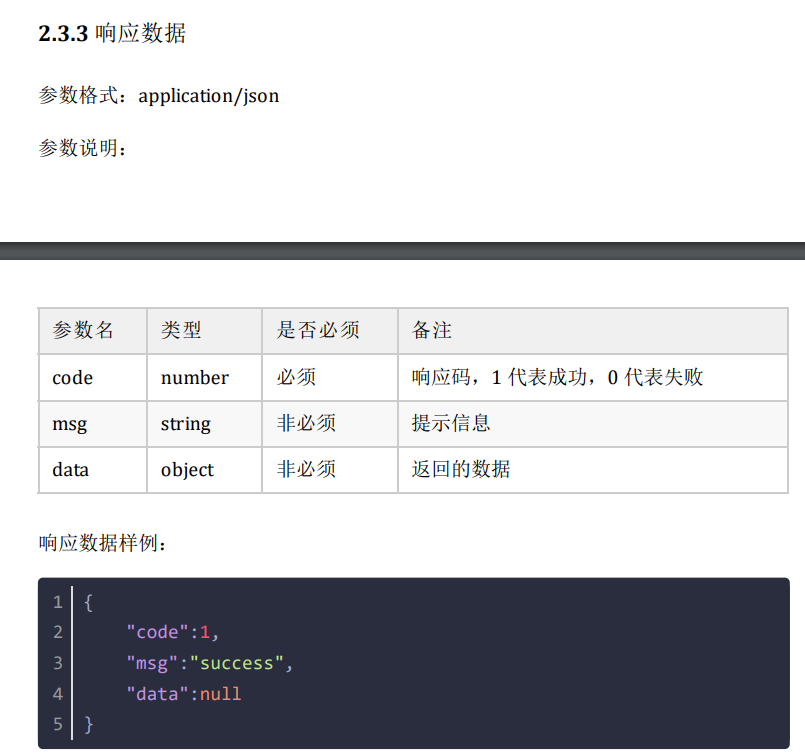 2.3.3 响应数据
参数格式：application/json
参数说明：
参数名 类型 是否必须 备注
code number 必须 响应码，1 代表成功，0 代表失败
msg string 非必须 提示信息
data object 非必须 返回的数据
响应数据样例：
1 {
2 "code":1,
3 "msg":"success",
4 "data":null
5 }